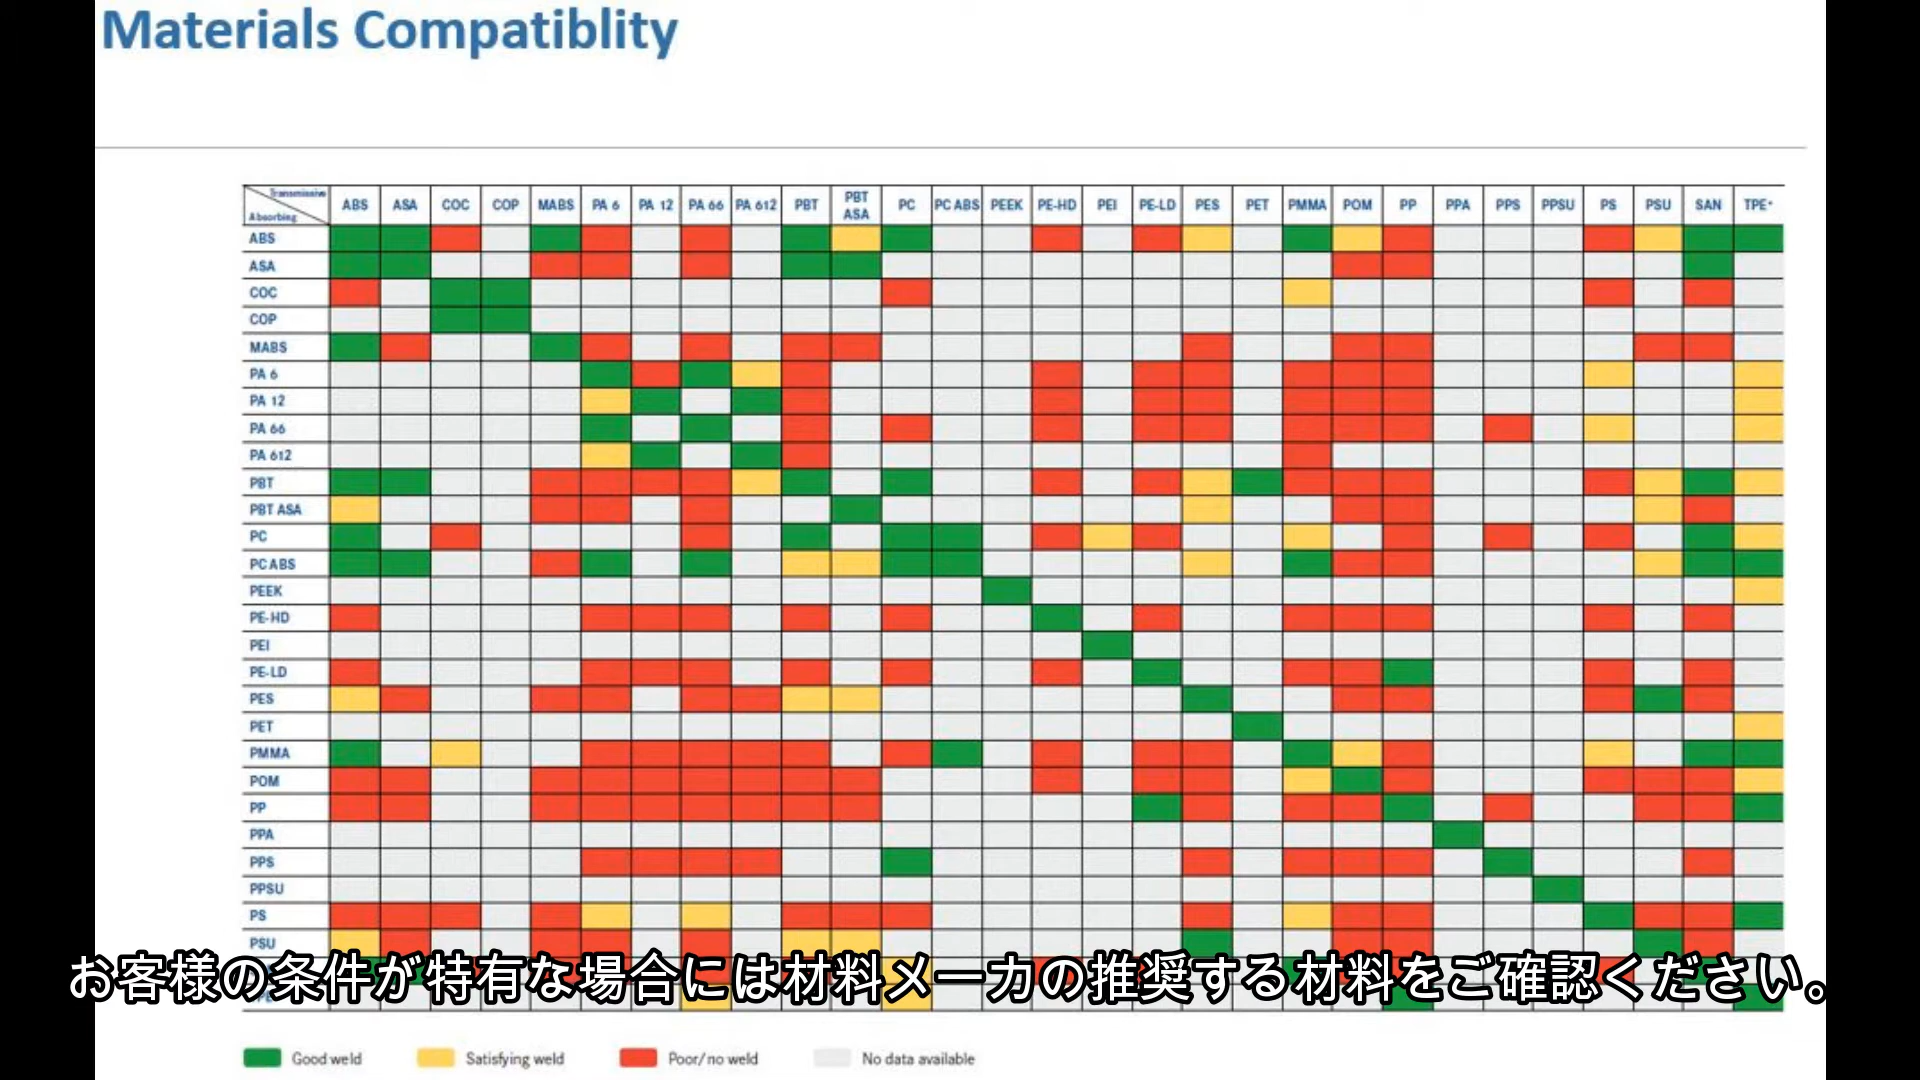 Materials Compatiblity
Transmissive
Absorbing
ABS ASA COC COP MABS PA 6 PA 12 PA 66 PA 612 PBT PBT ASA PC PC ABS PEEK PE-HD PEI PE-LD PES PET PMMA POM PP PPA PPS PPSU PS PSU SAN TPE*
ABS
ASA
COC
COP
MABS
PA 6
PA 12
PA 66
PA 612
PBT
PBT ASA
PC
PC ABS
PEEK
PE-HD
PEI
PE-LD
PES
PET
PMMA
POM
PP
PPA
PPS
PPSU
PS
PSU
お客様の条件が特有な場合には材料メーカの推奨する材料をご確認ください。
Good weld Satisfying weld Poor/ no weld No data available